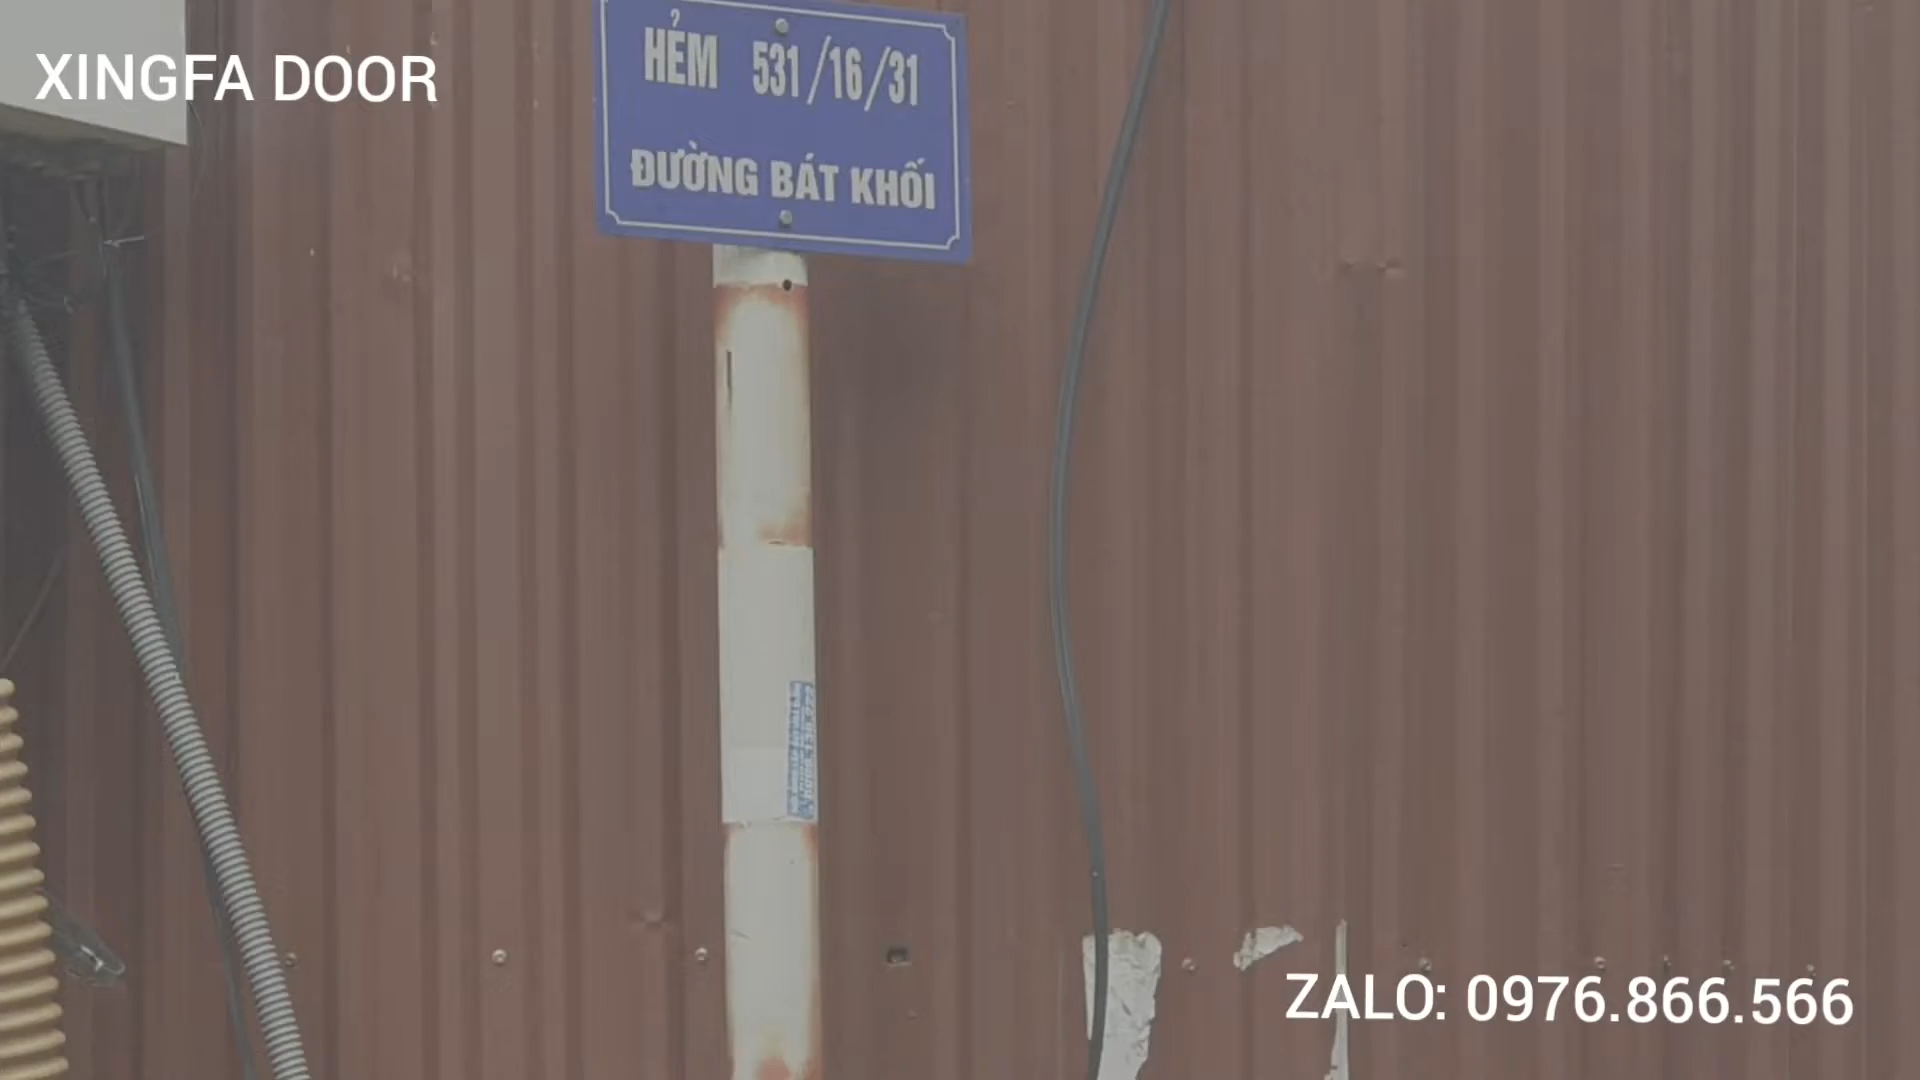 XINGFA DOOR
HẺM 531/16/31
ĐƯỜNG BÁT KHỐI
ZALO: 0976.866.566